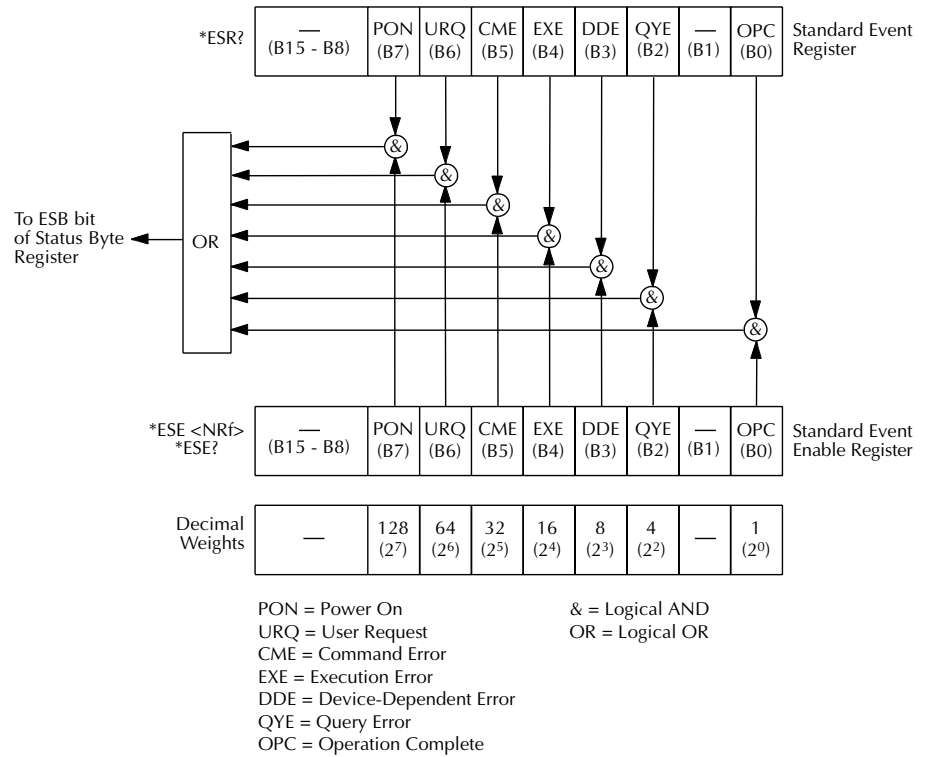 *ESR?
— (B15 - B8)
PON (B7)
URQ (B6)
CME (B5)
EXE (B4)
DDE (B3)
QYE (B2)
— (B1)
OPC (B0)
Standard Event
Register
&
&
&
&
&
&
&
To ESB bit
of Status Byte
Register
OR
*ESE <NRf>
*ESE?
— (B15 - B8)
PON (B7)
URQ (B6)
CME (B5)
EXE (B4)
DDE (B3)
QYE (B2)
— (B1)
OPC (B0)
Standard Event
Enable Register
Decimal
Weights
—
128 (2⁷)
64 (2⁶)
32 (2⁵)
16 (2⁴)
8 (2³)
4 (2²)
—
1 (2⁰)
PON = Power On
URQ = User Request
CME = Command Error
EXE = Execution Error
DDE = Device-Dependent Error
QYE = Query Error
OPC = Operation Complete
& = Logical AND
OR = Logical OR